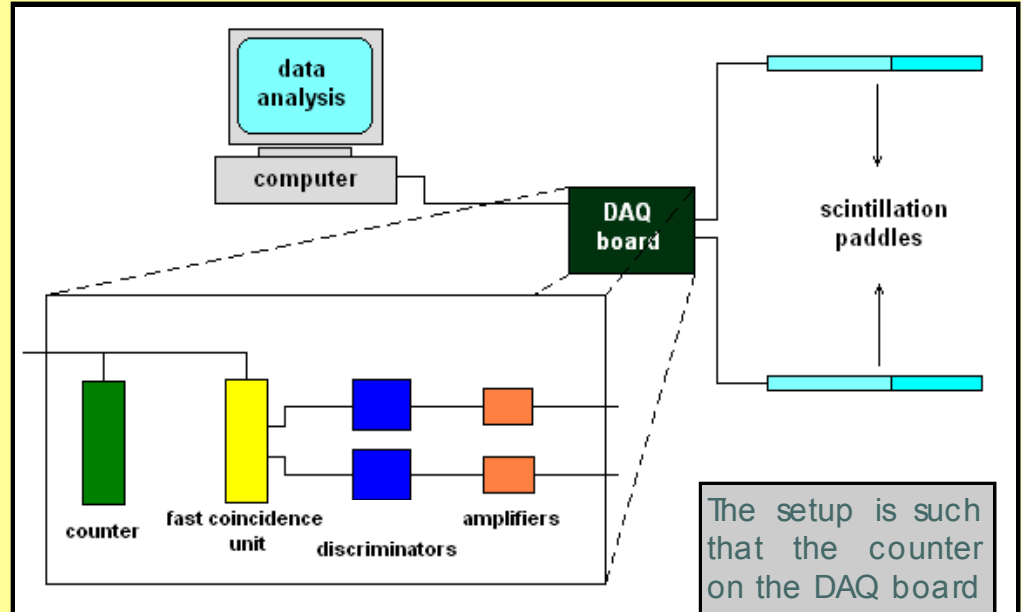 data
analysis
computer
DAQ
board
scintillation
paddles
counter
fast coincidence
unit
discriminators
amplifiers
The setup is such
that the counter
on the DAQ board